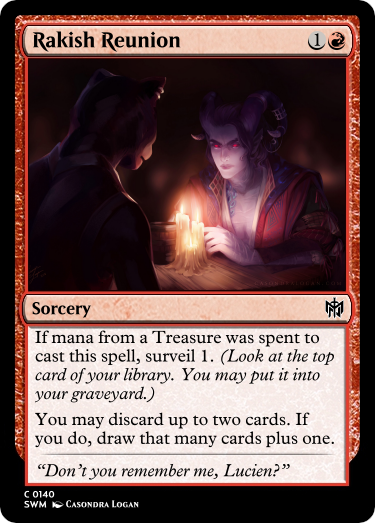 Rakish Reunion 1
Sorcery
If mana from a Treasure was spent to
cast this spell, surveil 1. (Look at the top
card of your library. You may put it into
your graveyard.)
You may discard up to two cards. If
you do, draw that many cards plus one.
“Don’t you remember me, Lucien?”
C 0140
SWM Casondra Logan